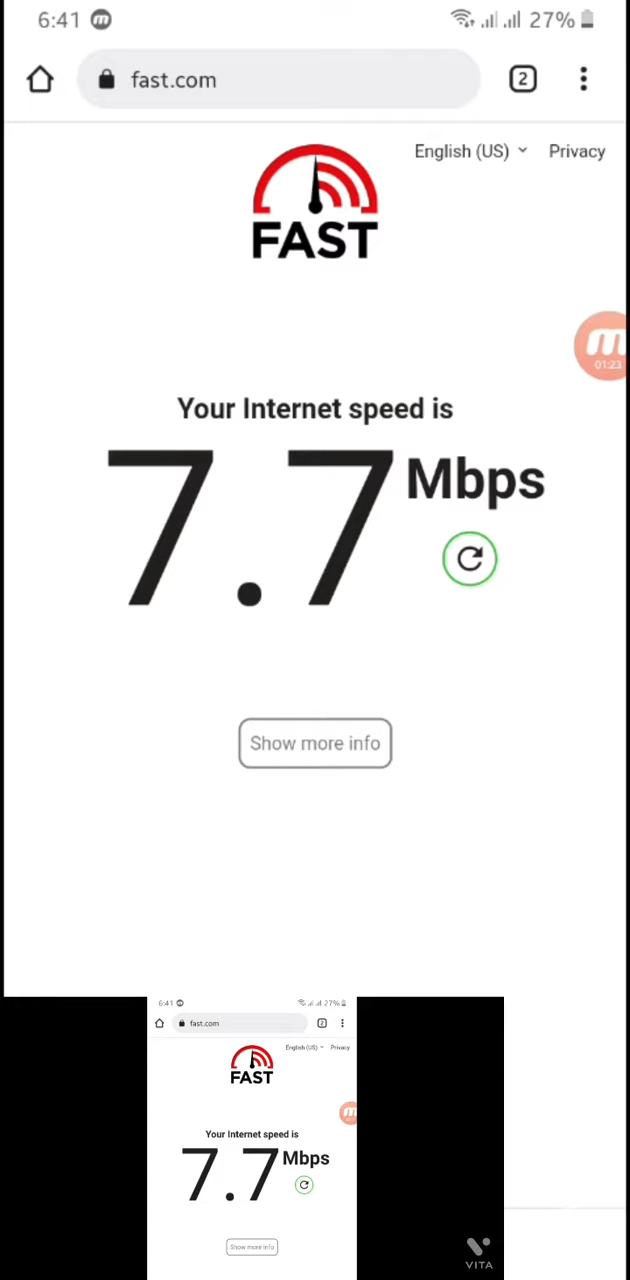 6:41 m 27%
fast.com 2
English (US) Privacy
FAST
m
01:23
Your Internet speed is
7.7 Mbps
Show more info
6:41 27%
fast.com 2
English (US) Privacy
FAST
m
Your Internet speed is
7.7 Mbps
Show more info
VITA